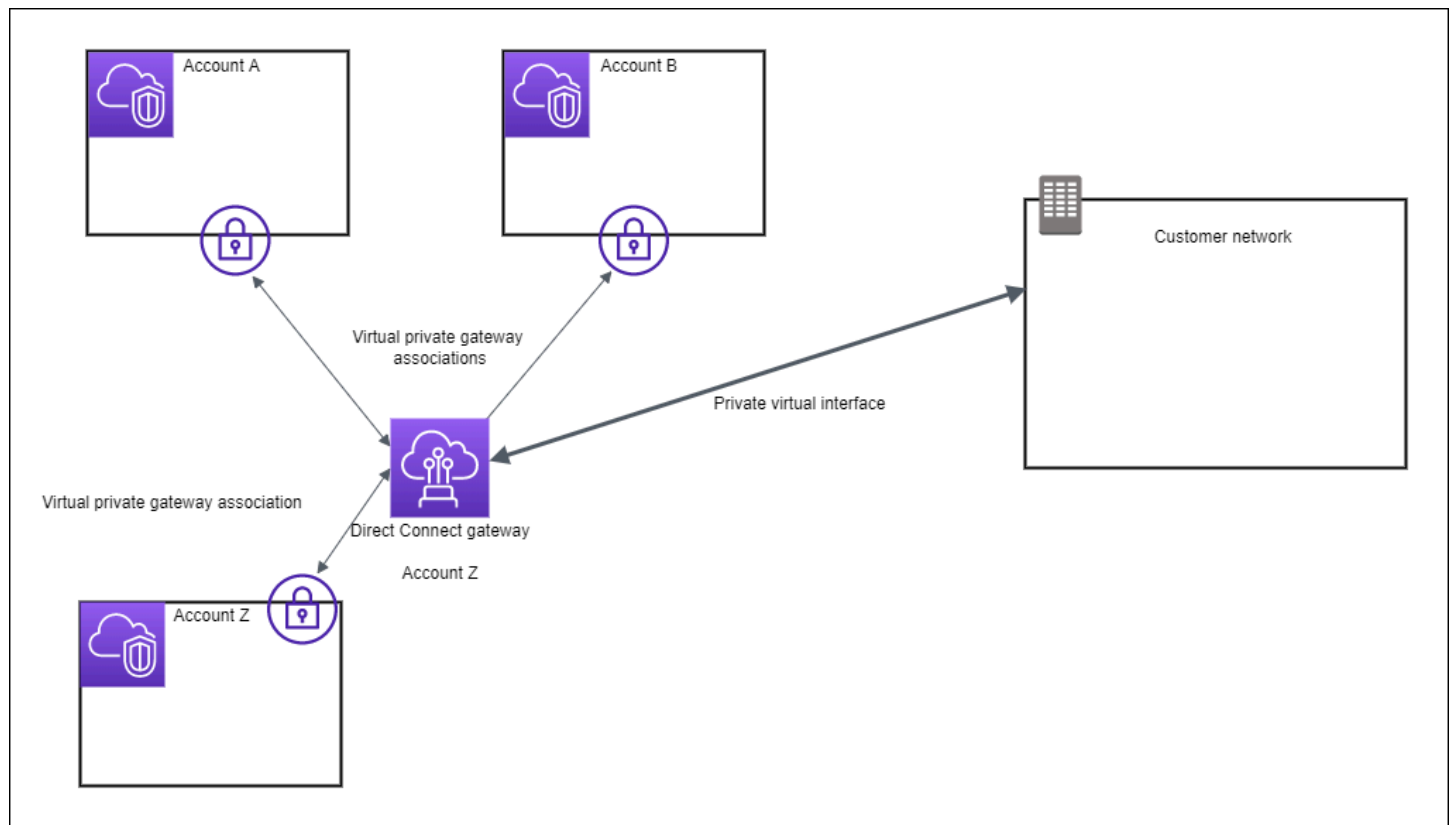 Account A
Account B
Customer network
Virtual private gateway
associations
Private virtual interface
Virtual private gateway association
Direct Connect gateway
Account Z
Account Z